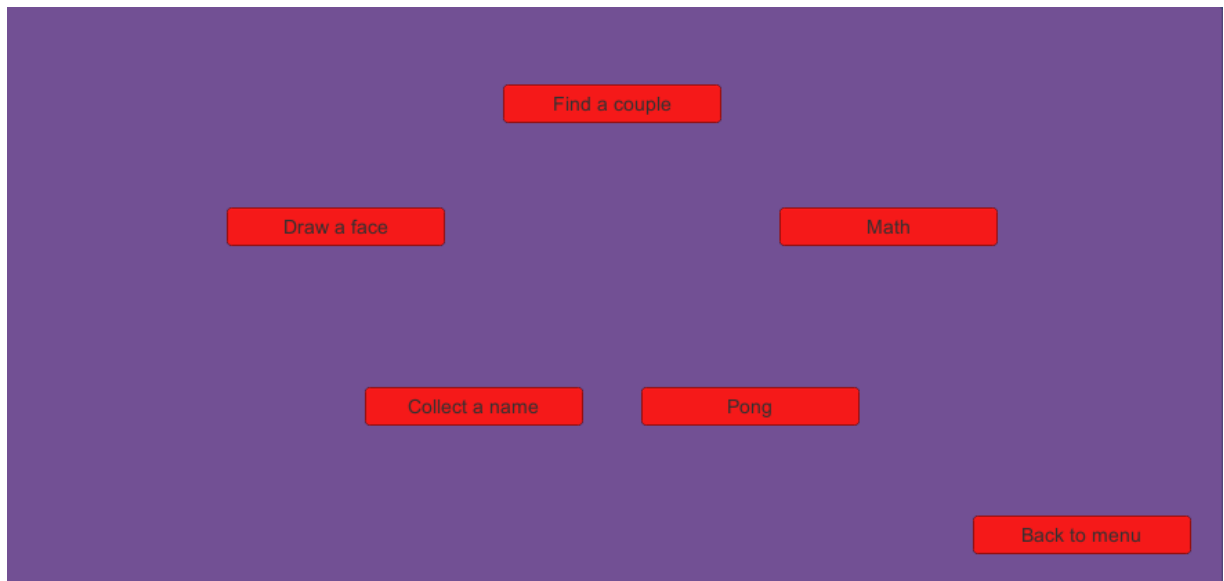 Find a couple
Draw a face
Math
Collect a name
Pong
Back to menu